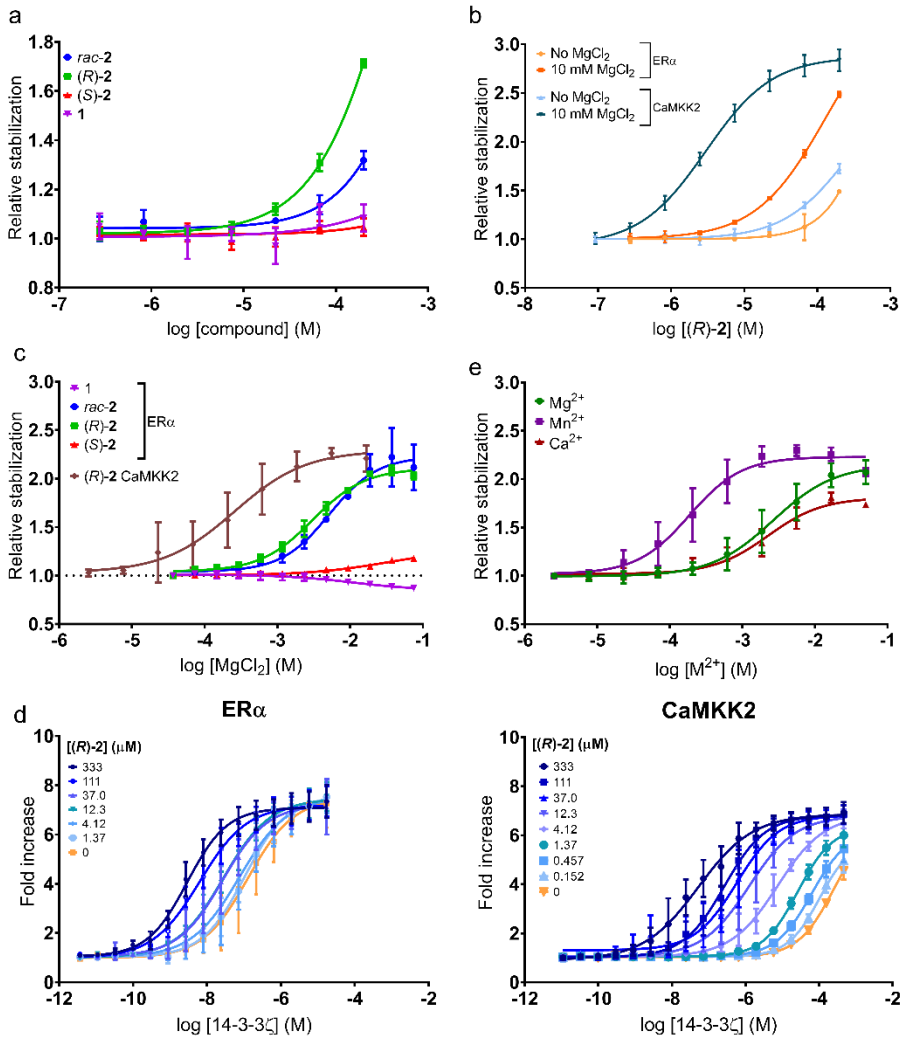 a
1.8
1.6
1.4
1.2
1.0
0.8
Relative stabilization
rac-2
(R)-2
(S)-2
1
-7 -6 -5 -4 -3
log [compound] (M)
b
3.0
2.5
2.0
1.5
1.0
0.5
Relative stabilization
No MgCl₂
10 mM MgCl₂
ERα
No MgCl₂
10 mM MgCl₂
CaMKK2
-8 -7 -6 -5 -4 -3
log [(R)-2] (M)
c
3.0
2.5
2.0
1.5
1.0
0.5
Relative stabilization
1
rac-2
(R)-2
(S)-2
ERα
(R)-2 CaMKK2
-6 -5 -4 -3 -2 -1
log [MgCl₂] (M)
e
3.0
2.5
2.0
1.5
1.0
0.5
Relative stabilization
Mg²⁺
Mn²⁺
Ca²⁺
-6 -5 -4 -3 -2 -1
log [M²⁺] (M)
d
ERα
10
8
6
4
2
0
Fold increase
[(R)-2] (μM)
333
111
37.0
12.3
4.12
1.37
0
-12 -10 -8 -6 -4 -2
log [14-3-3ζ] (M)
CaMKK2
10
8
6
4
2
0
Fold increase
[(R)-2] (μM)
333
111
37.0
12.3
4.12
1.37
0.457
0.152
0
-12 -10 -8 -6 -4 -2
log [14-3-3ζ] (M)